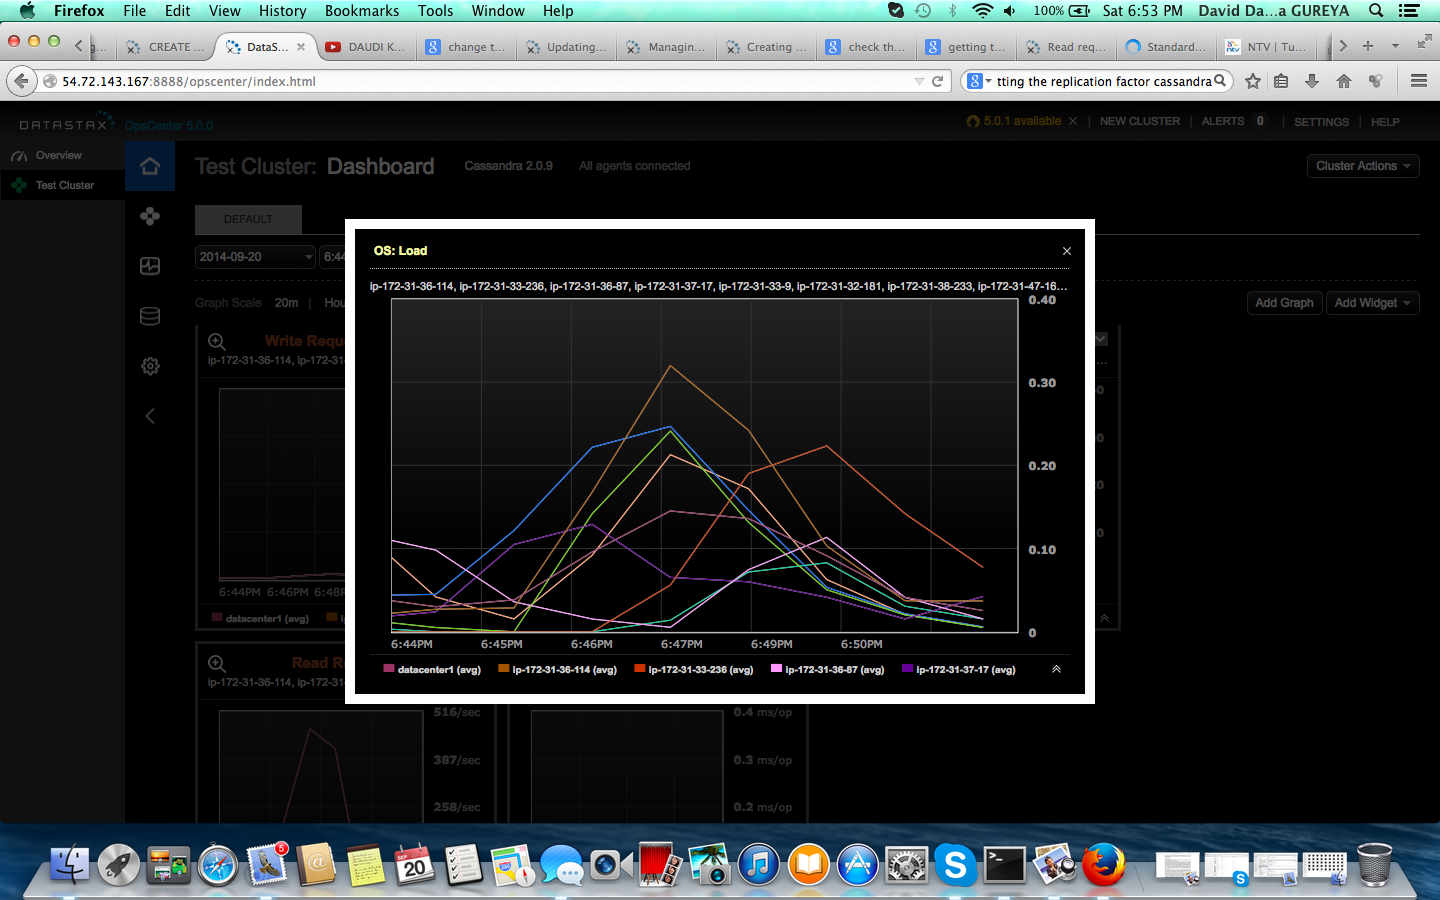 Firefox File Edit View History Bookmarks Tools Window Help 100% Sat 6:53 PM David Da...a GUREYA
g... CREATE ... DataS... DAUDI K... change t... Updating... Managin... Creating ... check th... getting t... Read req... Standard... NTV | Tu...
54.72.143.167:8888/opscenter/index.html tting the replication factor cassandra
DATASTAX OpsCenter 5.0.0 5.0.1 available × | NEW CLUSTER | ALERTS 0 | SETTINGS | HELP
Overview
Test Cluster
Test Cluster: Dashboard Cassandra 2.0.9 All agents connected Cluster Actions
DEFAULT
2014-09-20 6:4
Graph Scale 20m | Hou
Add Graph Add Widget
Write Requ
ip-172-31-36-114, ip-172-31
6:44PM 6:46PM 6:48P
datacenter1 (avg) ip
OS: Load ×
ip-172-31-36-114, ip-172-31-33-236, ip-172-31-36-87, ip-172-31-37-17, ip-172-31-33-9, ip-172-31-32-181, ip-172-31-38-233, ip-172-31-47-16...
0.40
0.30
0.20
0.10
0
6:44PM 6:45PM 6:46PM 6:47PM 6:49PM 6:50PM
datacenter1 (avg) ip-172-31-36-114 (avg) ip-172-31-33-236 (avg) ip-172-31-36-87 (avg) ip-172-31-37-17 (avg)
Read R
ip-172-31-36-114, ip-172-31
516/sec 0.4 ms/op
387/sec 0.3 ms/op
258/sec 0.2 ms/op
5
SEP
20